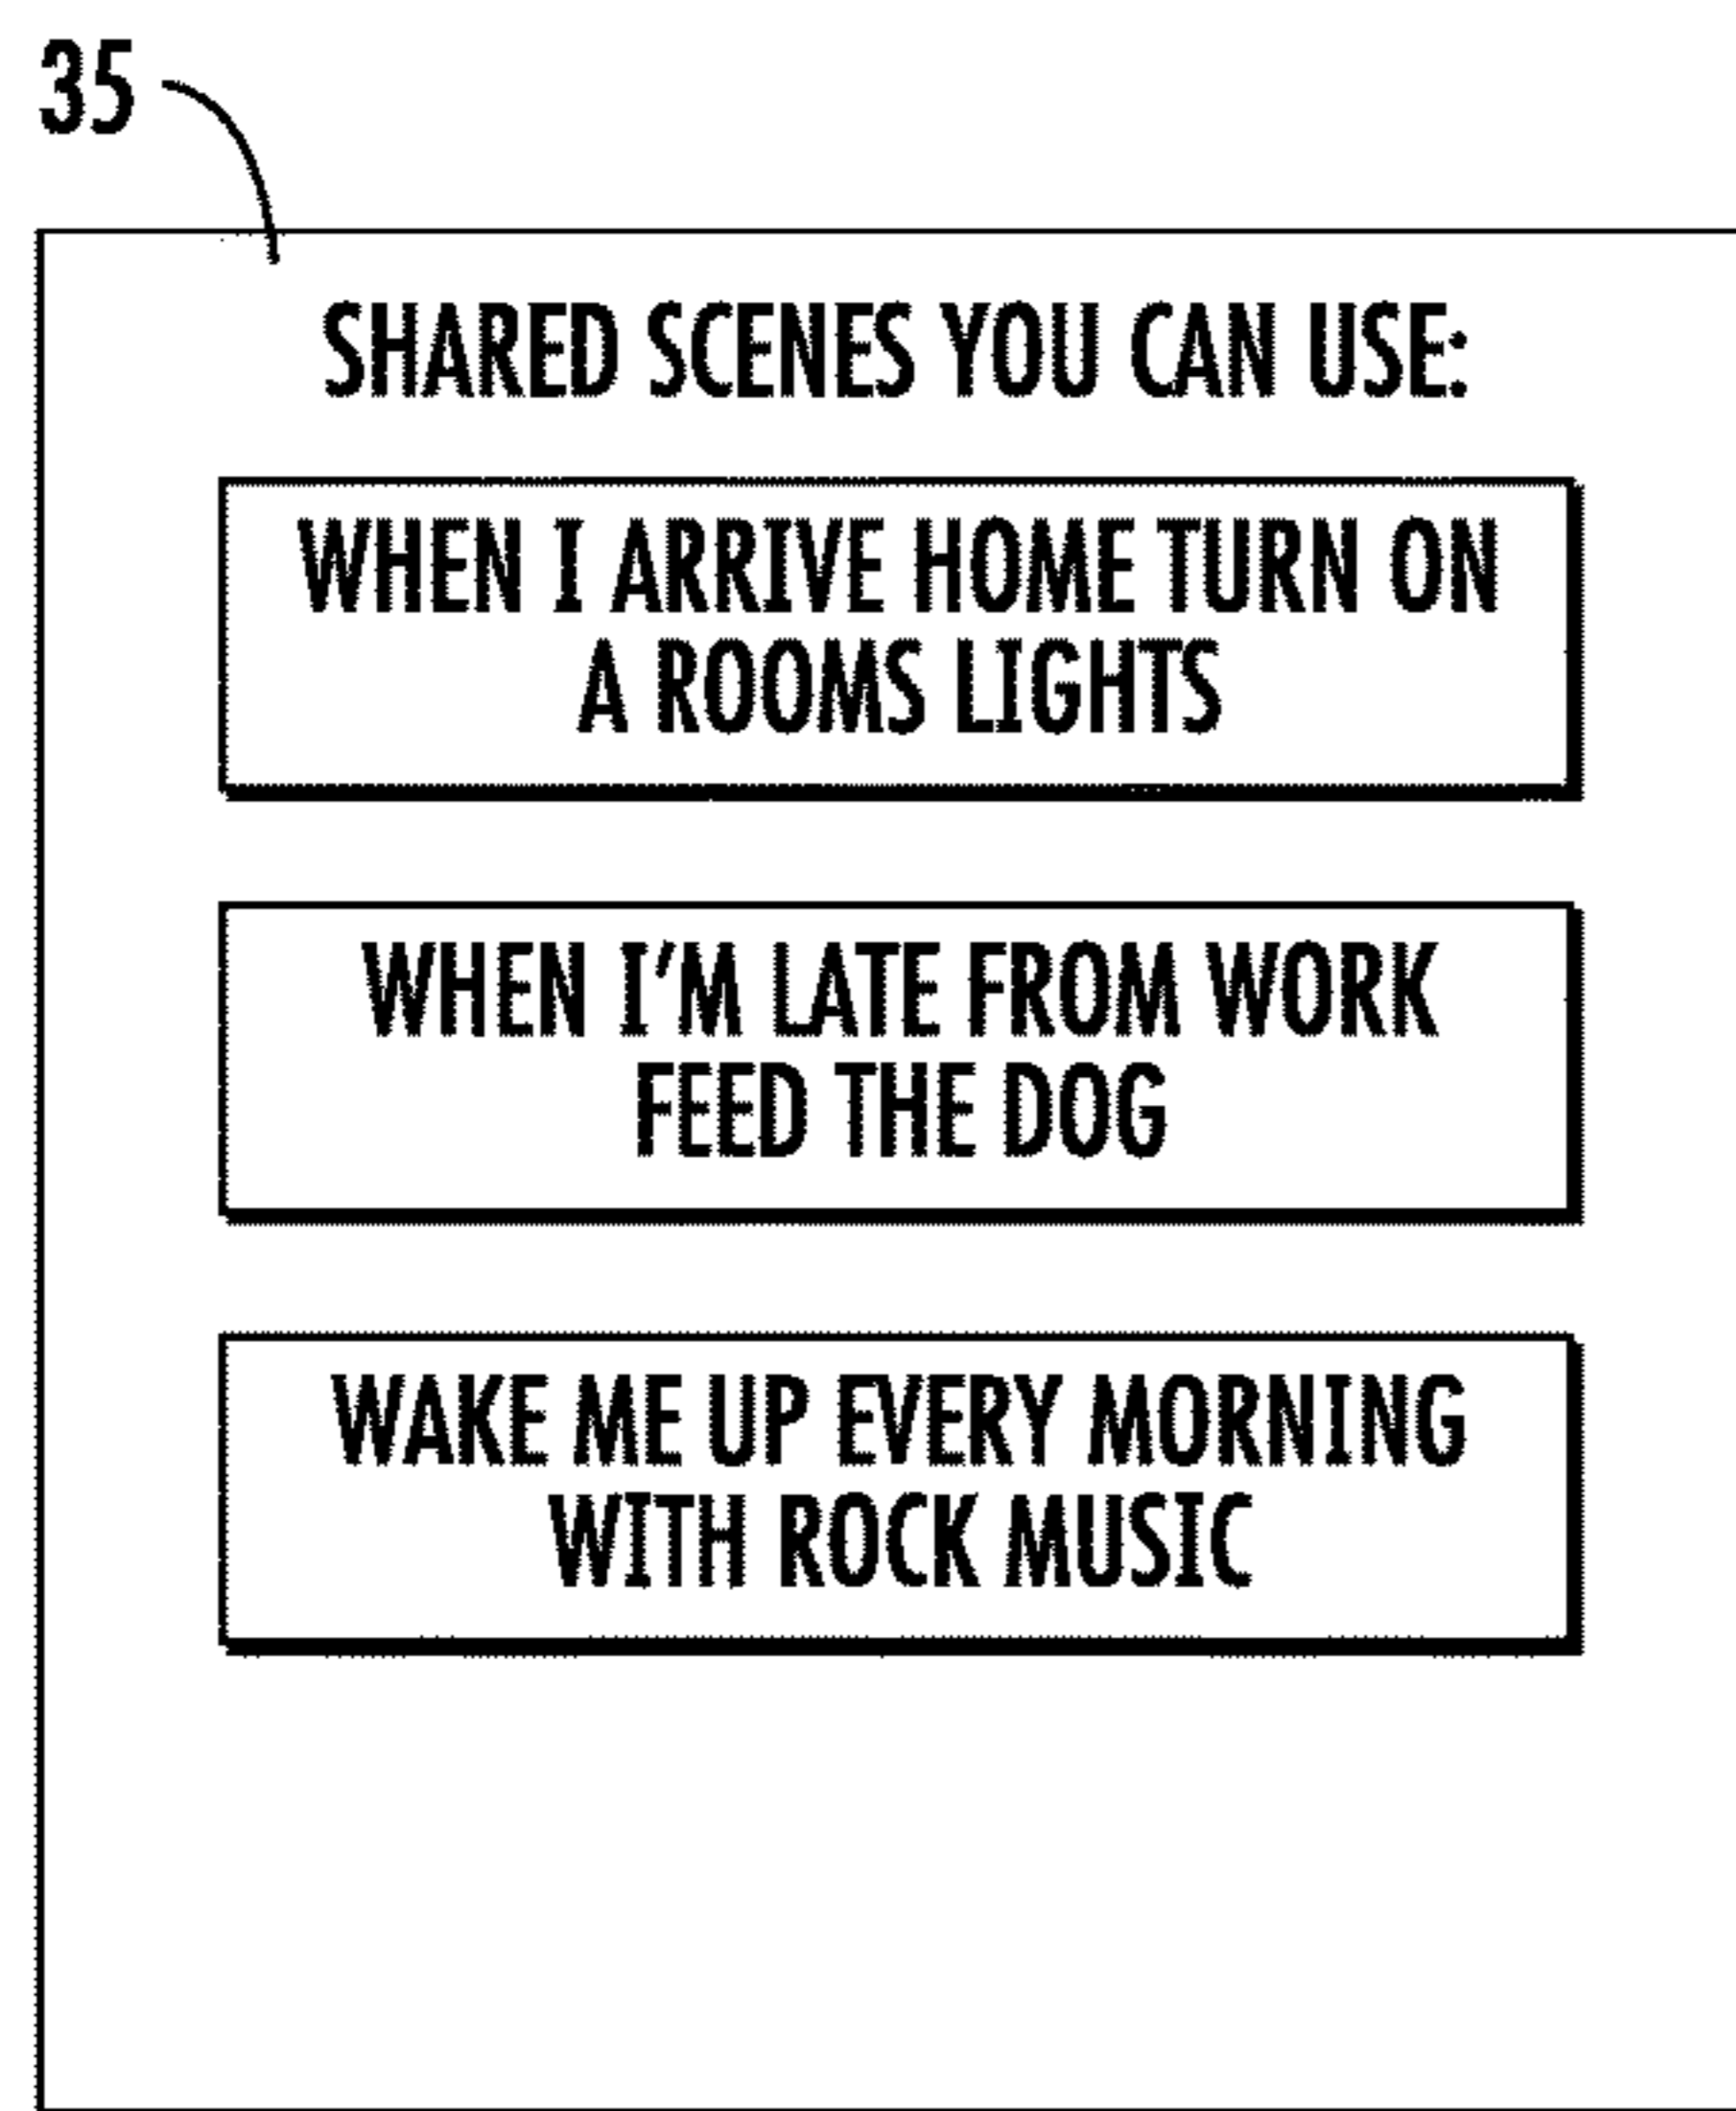 35
SHARED SCENES YOU CAN USE:
WHEN I ARRIVE HOME TURN ON
A ROOMS LIGHTS
WHEN I'M LATE FROM WORK
FEED THE DOG
WAKE ME UP EVERY MORNING
WITH ROCK MUSIC